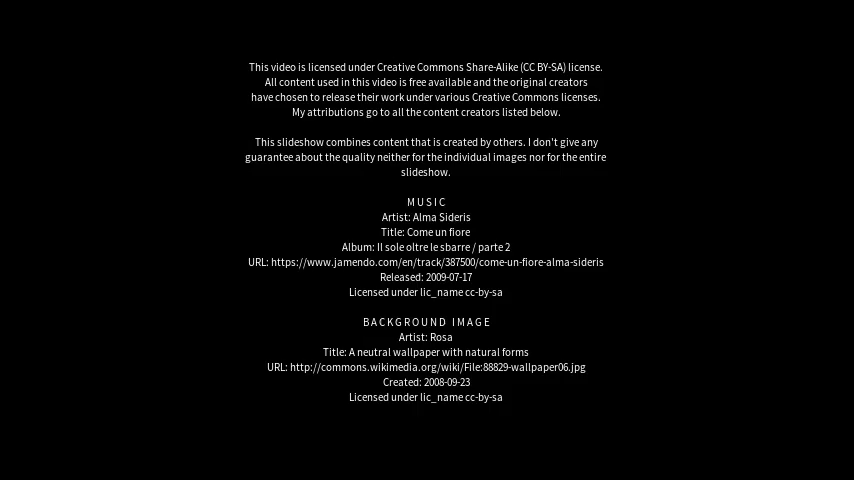 This video is licensed under Creative Commons Share-Alike (CC BY-SA) license.
All content used in this video is free available and the original creators
have chosen to release their work under various Creative Commons licenses.
My attributions go to all the content creators listed below.
This slideshow combines content that is created by others. I don't give any
guarantee about the quality neither for the individual images nor for the entire
slideshow.
MUSIC
Artist: Alma Sideris
Title: Come un fiore
Album: Il sole oltre le sbarre / parte 2
URL: https://www.jamendo.com/en/track/387500/come-un-fiore-alma-sideris
Released: 2009-07-17
Licensed under lic_name cc-by-sa
BACKGROUND IMAGE
Artist: Rosa
Title: A neutral wallpaper with natural forms
URL: http://commons.wikimedia.org/wiki/File:88829-wallpaper06.jpg
Created: 2008-09-23
Licensed under lic_name cc-by-sa